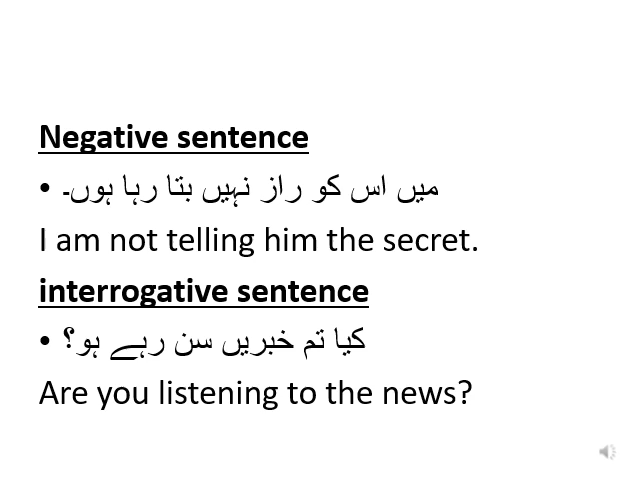 Negative sentence
• میں اس کو راز نہیں بتا رہا ہوں۔
I am not telling him the secret.
interrogative sentence
• کیا تم خبریں سن رہے ہو؟
Are you listening to the news?